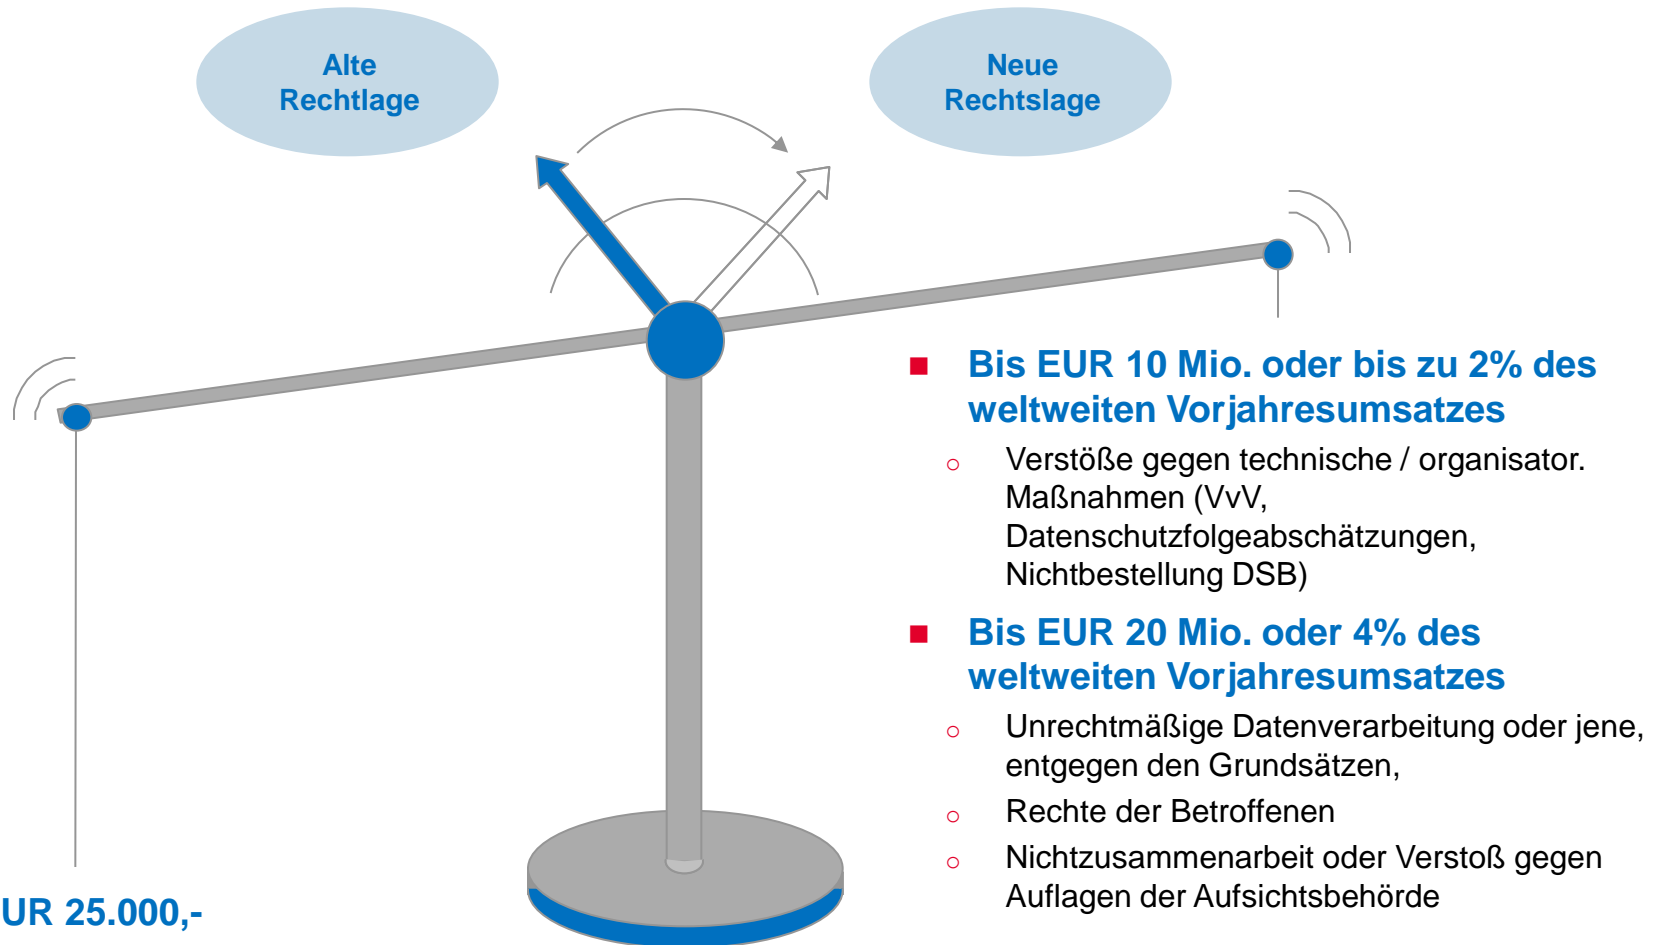 Alte
Rechtlage
Neue
Rechtslage
■ Bis EUR 10 Mio. oder bis zu 2% des
weltweiten Vorjahresumsatzes
o Verstöße gegen technische / organisator.
Maßnahmen (VvV,
Datenschutzfolgeabschätzungen,
Nichtbestellung DSB)
■ Bis EUR 20 Mio. oder 4% des
weltweiten Vorjahresumsatzes
o Unrechtmäßige Datenverarbeitung oder jene,
entgegen den Grundsätzen,
o Rechte der Betroffenen
o Nichtzusammenarbeit oder Verstoß gegen
Auflagen der Aufsichtsbehörde
UR 25.000,-